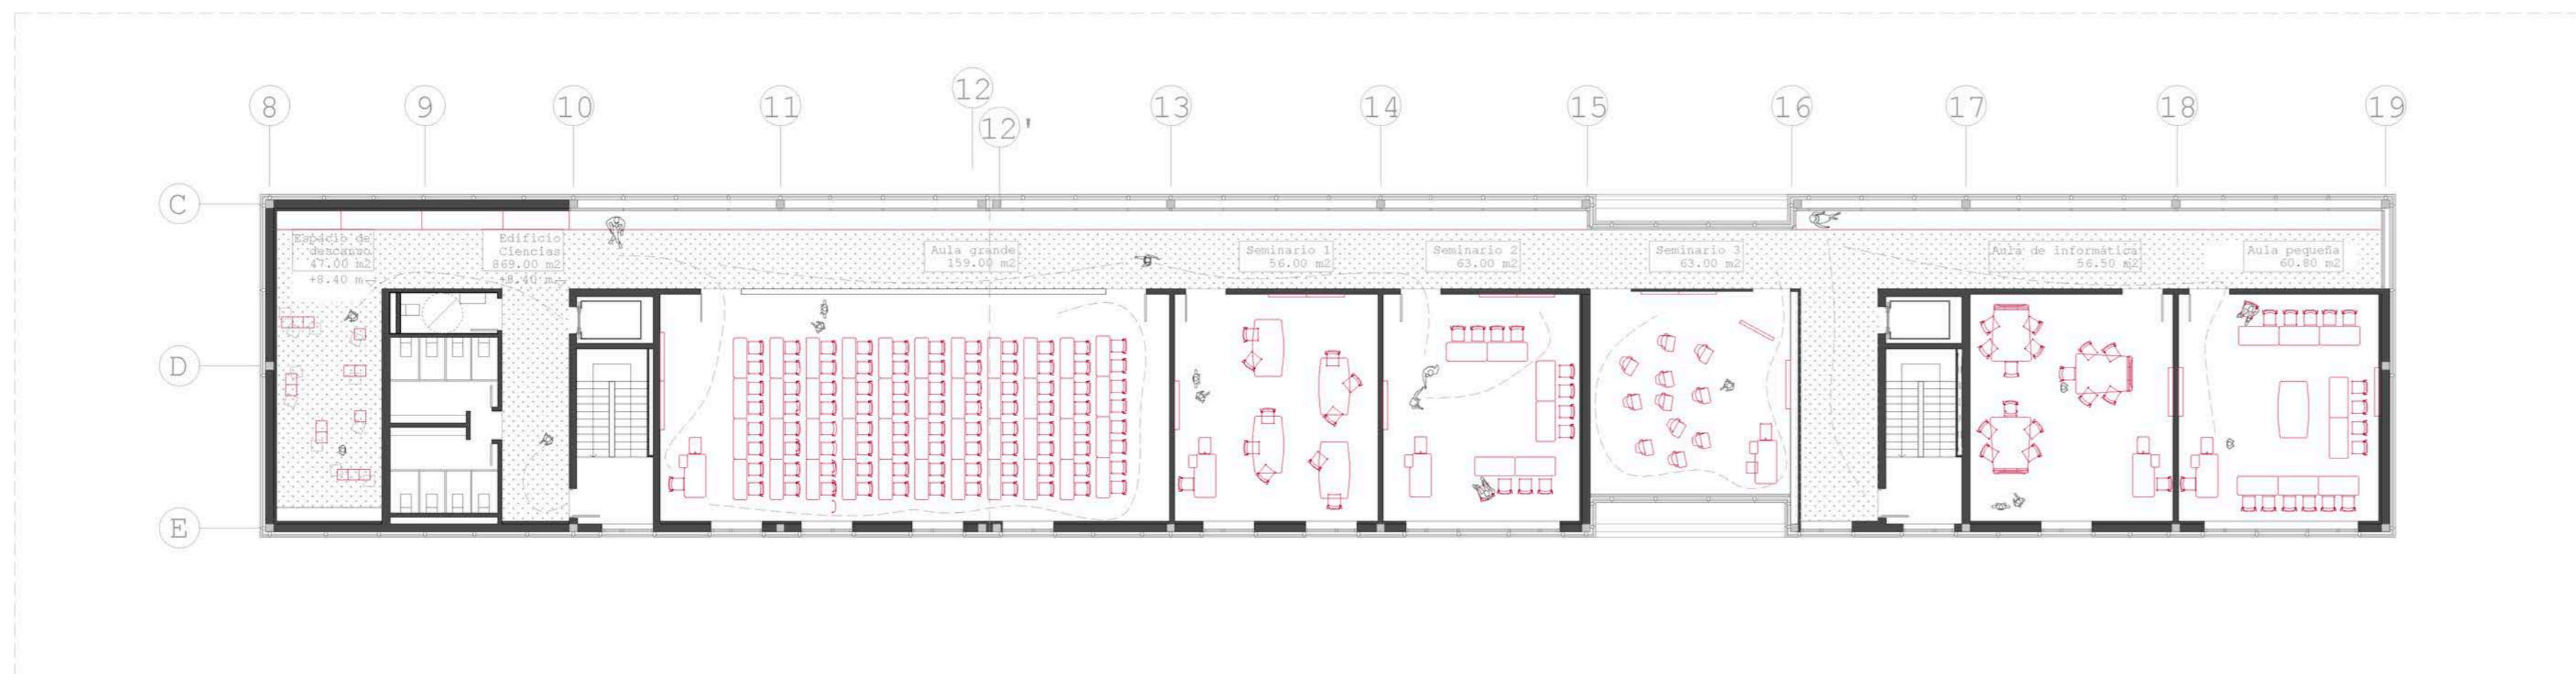 8
9
10
11
12
12'
13
14
15
16
17
18
19
C
Espacio de
descanso
47.00 m2
+8.40 m
Edificio
Ciencias
869.00 m2
+8.40 m
Aula grande
159.00 m2
Seminario 1
56.00 m2
Seminario 2
63.00 m2
Seminario 3
63.00 m2
Aula de informática
56.50 m2
Aula pequeña
60.80 m2
D
E